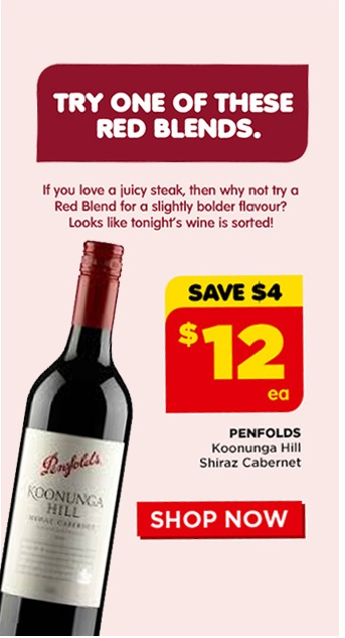 TRY ONE OF THESE
RED BLENDS.
If you love a juicy steak, then why not try a
Red Blend for a slightly bolder flavour?
Looks like tonight's wine is sorted!
SAVE $4
$12
ea
PENFOLDS
Koonunga Hill
Shiraz Cabernet
SHOP NOW
Penfolds
KOONUNGA
HILL
SHIRAZ CABERNET